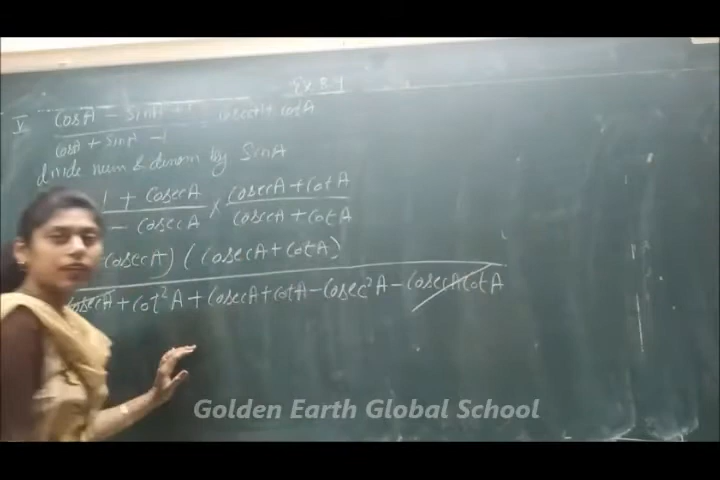 Ex. 8.4
V cosA - sinA + 1 cosecA + cotA
cosA + sinA - 1
divide num & denom by SinA
1 + cosecA × cosecA + cotA
- cosecA cosecA + cotA
cosecA) (cosecA + cotA)
cosecA + cot²A + cosecA + cotA - cosec²A - cosecA cotA
Golden Earth Global School